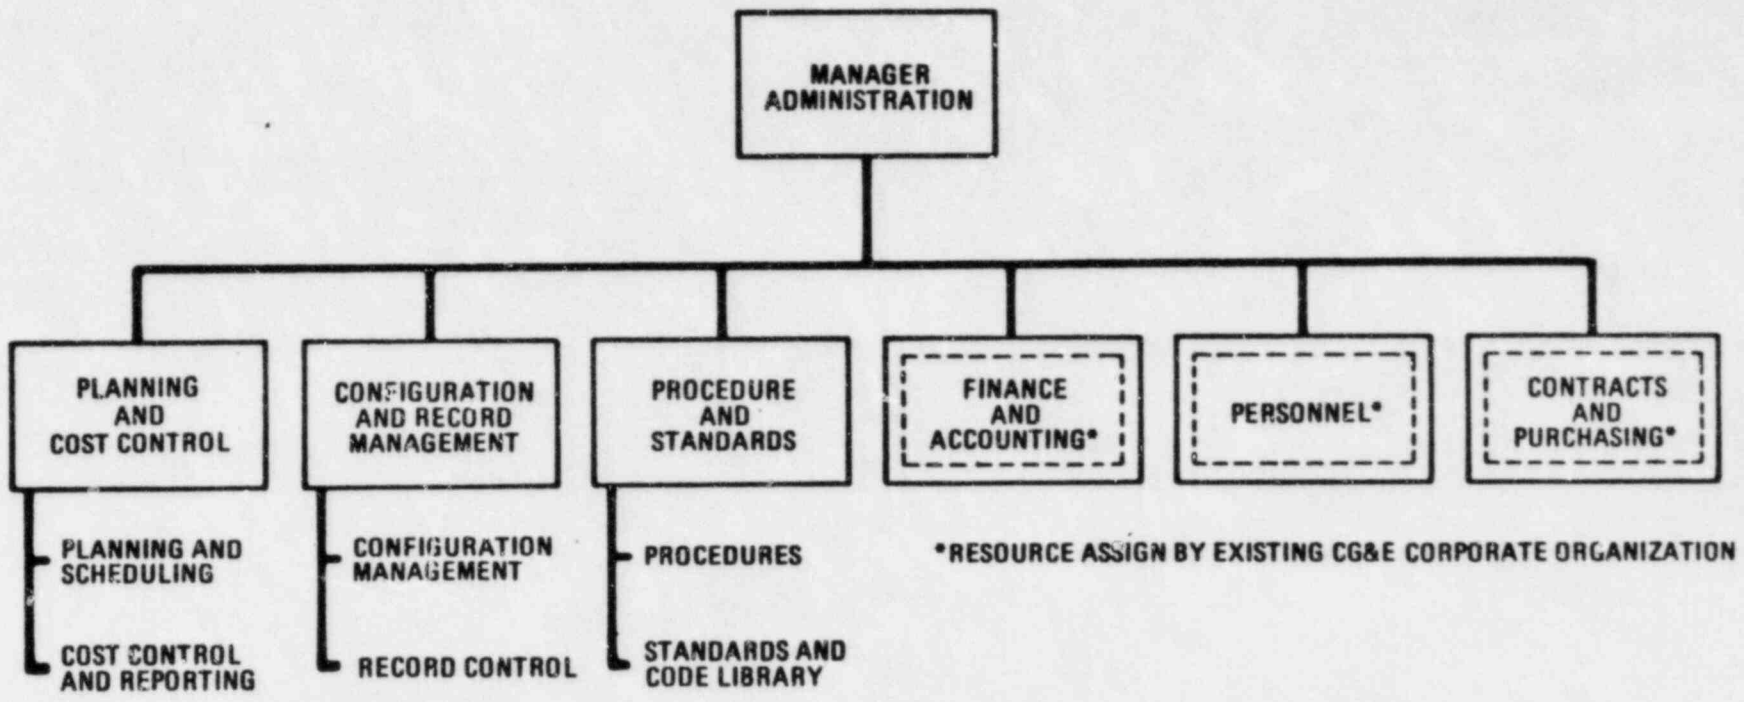 MANAGER
ADMINISTRATION
PLANNING
AND
COST CONTROL
CONFIGURATION
AND RECORD
MANAGEMENT
PROCEDURE
AND
STANDARDS
FINANCE
AND
ACCOUNTING*
PERSONNEL*
CONTRACTS
AND
PURCHASING*
PLANNING AND
SCHEDULING
COST CONTROL
AND REPORTING
CONFIGURATION
MANAGEMENT
RECORD CONTROL
PROCEDURES
STANDARDS AND
CODE LIBRARY
*RESOURCE ASSIGN BY EXISTING CG&E CORPORATE ORGANIZATION